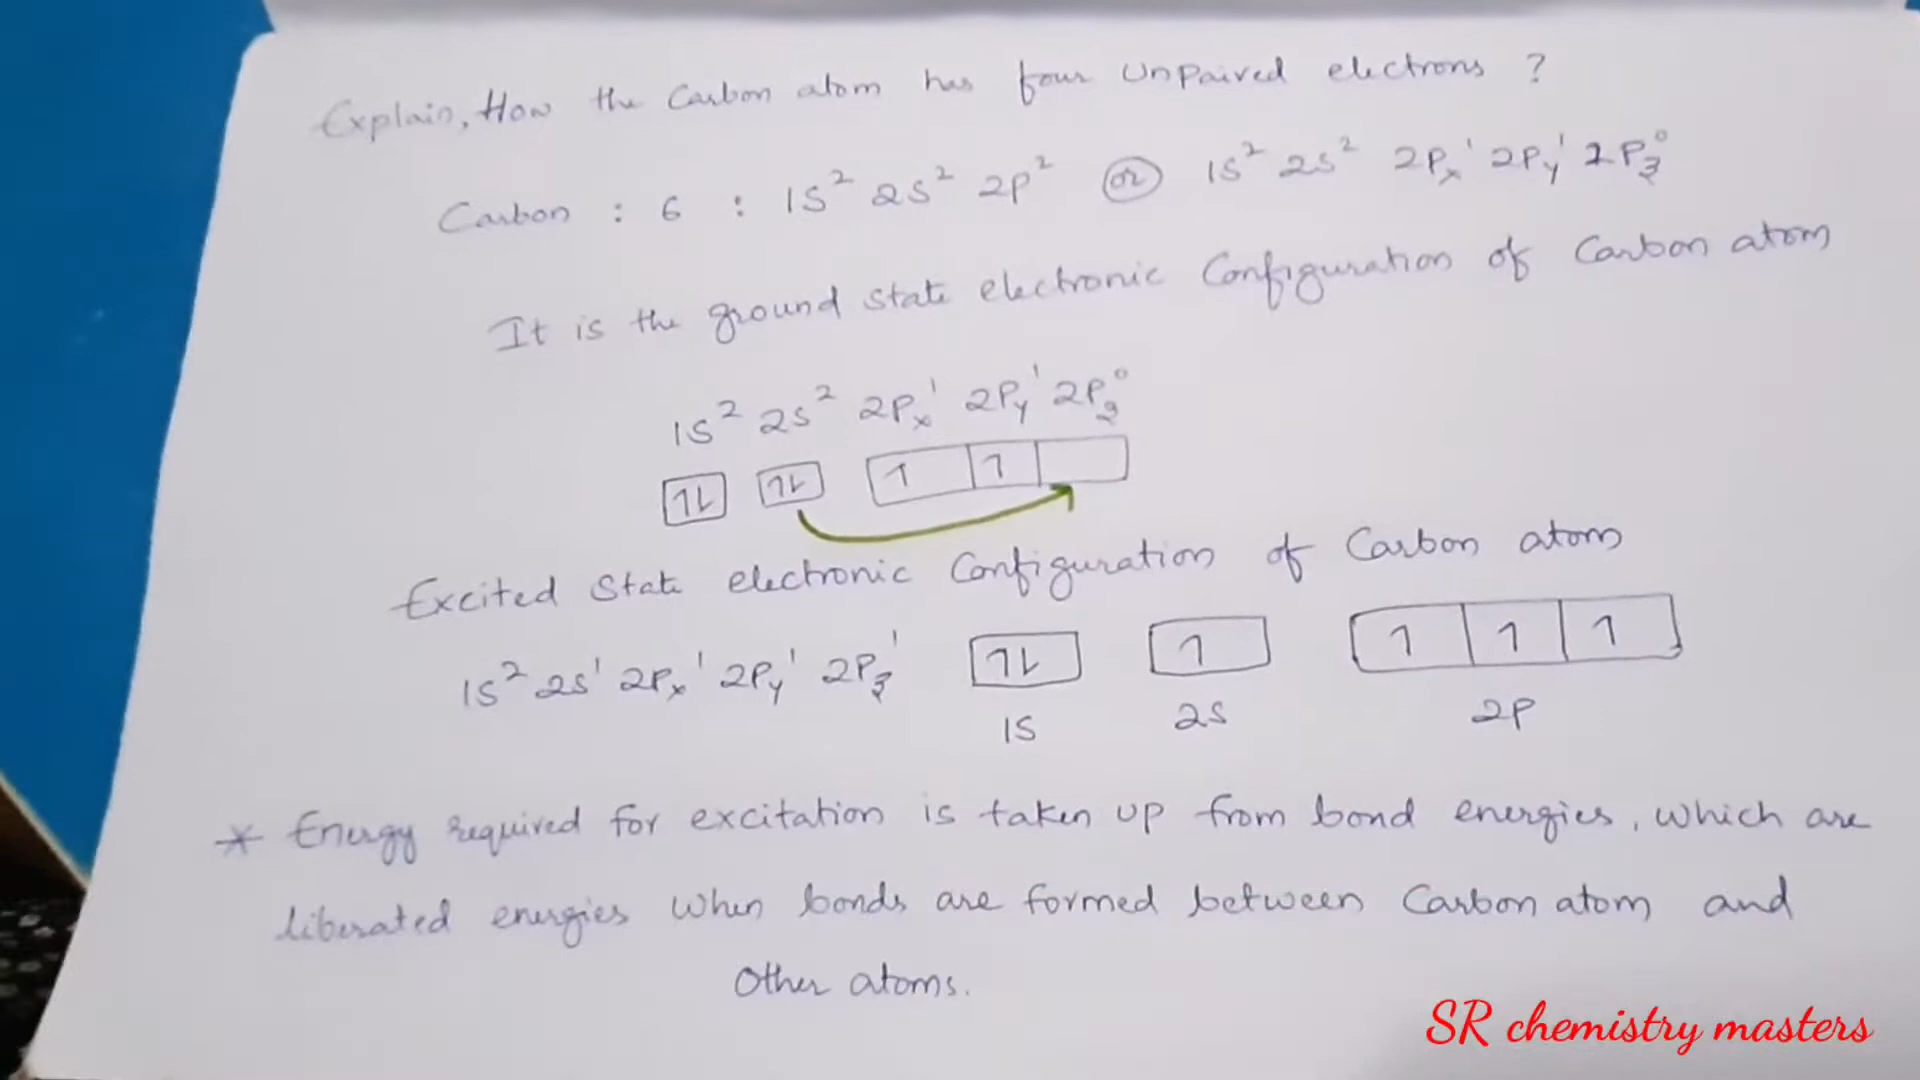 Explain, How the Carbon atom has four unpaired electrons ?
Carbon : 6 : 1s² 2s² 2p² (or) 1s² 2s² 2Pₓ¹ 2Pᵧ¹ 2P𝓏⁰
It is the ground state electronic Configuration of Carbon atom
1s² 2s² 2Pₓ¹ 2Pᵧ¹ 2P𝓏⁰
↿⇂ ↿⇂ ↿ ↿
Excited State electronic Configuration of Carbon atom
1s² 2s¹ 2Pₓ¹ 2Pᵧ¹ 2P𝓏¹ ↿⇂ ↿ ↿ ↿ ↿
1s 2s 2P
* Energy required for excitation is taken up from bond energies, which are
liberated energies when bonds are formed between Carbon atom and
Other atoms.
SR chemistry masters